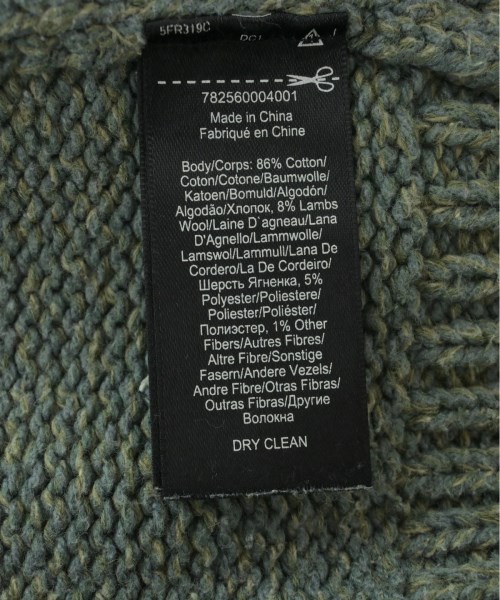 5FR319C
782560004001
Made in China
Fabriqué en Chine
Body/Corps: 86% Cotton/
Coton/Cotone/Baumwolle/
Katoen/Bomuld/Algodón/
Algodão/Хлопок, 8% Lambs
Wool/Laine D`agneau/Lana
D'Agnello/Lammwolle/
Lamswol/Lammull/Lana De
Cordero/La De Cordeiro/
Шерсть Ягненка, 5%
Polyester/Poliestere/
Poliester/Poliéster/
Полиэстер, 1% Other
Fibers/Autres Fibres/
Altre Fibre/Sonstige
Fasern/Andere Vezels/
Andre Fibre/Otras Fibras/
Outras Fibras/Другие
Волокна
DRY CLEAN